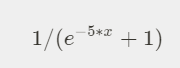 1/(e^{-5*x} + 1)